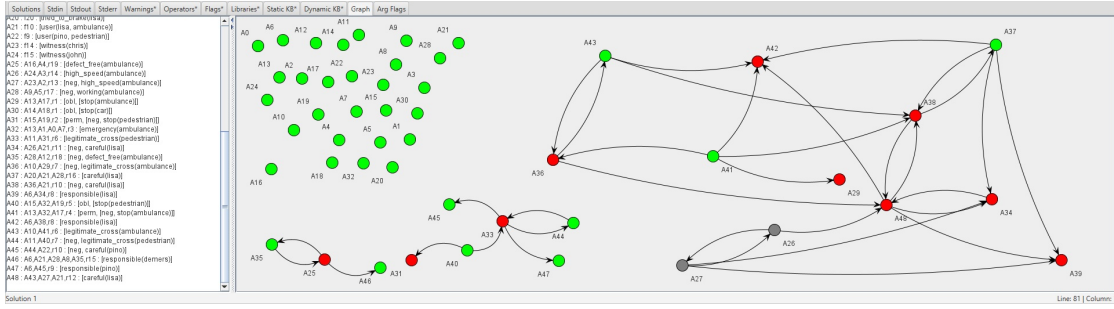 Solutions Stdin Stdout Stderr Warnings* Operators* Flags* Libraries* Static KB* Dynamic KB* Graph Arg Flags
A21 : f10 : [user(lisa, ambulance)]
A22 : f9 : [user(pino, pedestrian)]
A23 : f14 : [witness(chris)]
A24 : f15 : [witness(john)]
A25 : A16,A4,r19 : [defect_free(ambulance)]
A26 : A24,A3,r14 : [high_speed(ambulance)]
A27 : A23,A2,r13 : [neg, high_speed(ambulance)]
A28 : A9,A5,r17 : [neg, working(ambulance)]
A29 : A13,A17,r1 : [obl, [stop(ambulance)]]
A30 : A14,A18,r1 : [obl, [stop(car)]]
A31 : A15,A19,r2 : [perm, [neg, stop(pedestrian)]]
A32 : A13,A1,A0,A7,r3 : [emergency(ambulance)]
A33 : A11,A31,r6 : [legitimate_cross(pedestrian)]
A34 : A26,A21,r11 : [neg, careful(lisa)]
A35 : A28,A12,r18 : [neg, defect_free(ambulance)]
A36 : A10,A29,r7 : [neg, legitimate_cross(ambulance)]
A37 : A20,A21,A28,r16 : [neg, careful(lisa)]
A38 : A36,A21,r10 : [neg, careful(lisa)]
A39 : A6,A34,r8 : [responsible(lisa)]
A40 : A15,A32,A19,r5 : [obl, [stop(pedestrian)]]
A41 : A13,A32,A17,r4 : [perm, [neg, stop(ambulance)]]
A42 : A6,A38,r8 : [responsible(lisa)]
A43 : A10,A41,r6 : [legitimate_cross(ambulance)]
A44 : A11,A40,r7 : [neg, legitimate_cross(pedestrian)]
A45 : A44,A22,r10 : [neg, careful(pino)]
A46 : A6,A21,A28,A8,A35,r15 : [responsible(demers)]
A47 : A6,A45,r9 : [responsible(pino)]
A48 : A43,A27,A21,r12 : [careful(lisa)]
A0 A6 A12 A14 A11 A9 A21
A28
A8
A13 A2 A17 A22 A23 A3
A24
A19 A7 A15 A30
A10 A4 A5 A1
A16 A18 A32 A20
A43 A42 A37
A38
A36 A41 A29
A48 A34
A45
A33 A44
A26
A35 A25 A46 A31 A40 A47
A27 A39
Solution 1
Line: 81 | Column: